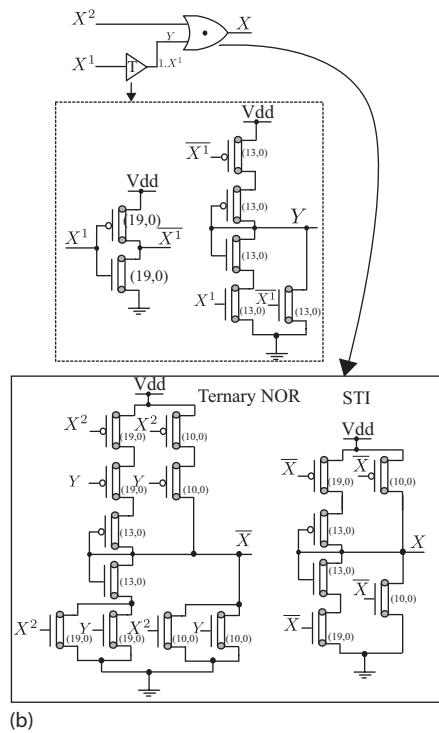 X² X
Y
X¹ T 1.X¹
Vdd
X̅¹ (13,0)
Vdd
(19,0) (13,0)
X¹ X̅¹ Y
(19,0) (13,0)
X¹ (13,0) X̅¹ (13,0)
Ternary NOR STI
Vdd
X² (19,0) X² (10,0)
Y (19,0) Y (10,0)
(13,0)
X̅
(13,0)
X² (19,0) Y (19,0) X² (10,0) Y (10,0)
Vdd
X̅ (19,0) X̅ (10,0)
(13,0)
X
(13,0) X̅ (10,0)
X̅ (19,0)
(b)